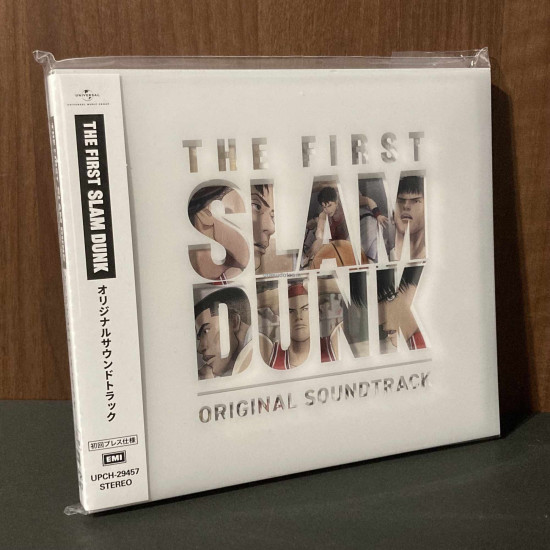 UNIVERSAL
THE FIRST SLAM DUNK
オリジナルサウンドトラック
初回プレス仕様
EMI
UPCH-29457
STEREO
THE FIRST
SLAM
DUNK
ORIGINAL SOUNDTRACK